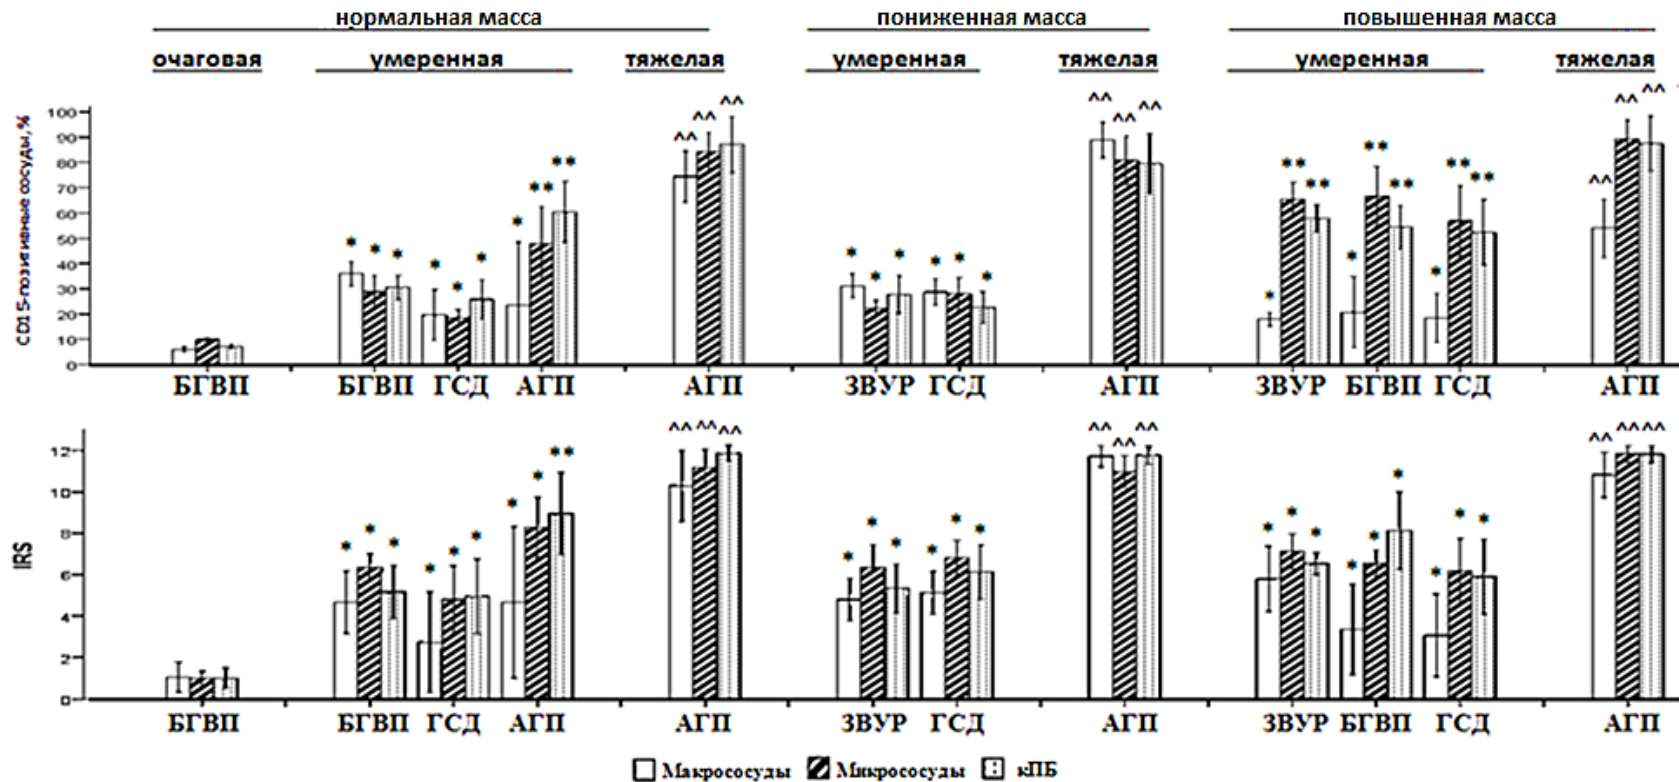 нормальная масса пониженная масса повышенная масса
очаговая умеренная тяжелая умеренная тяжелая умеренная тяжелая
CD15-позитивные сосуды,%
100
90
80
70
60
50
40
30
20
10
0
* * * * * * * ** ** ^^ ^^ ^^ * * * * * * ^^ ^^ ^^ * ** ** * ** ** * ** ** ^^ ^^ ^^
БГВП БГВП ГСД АГП АГП ЗВУР ГСД АГП ЗВУР БГВП ГСД АГП
IRS
12
10
8
6
4
2
0
* * * * * * * * ** ^^ ^^ ^^ * * * * * * ^^ ^^ ^^ * * * * * * * * * ^^ ^^ ^^
БГВП БГВП ГСД АГП АГП ЗВУР ГСД АГП ЗВУР БГВП ГСД АГП
Макрососуды Микрососуды кПБ